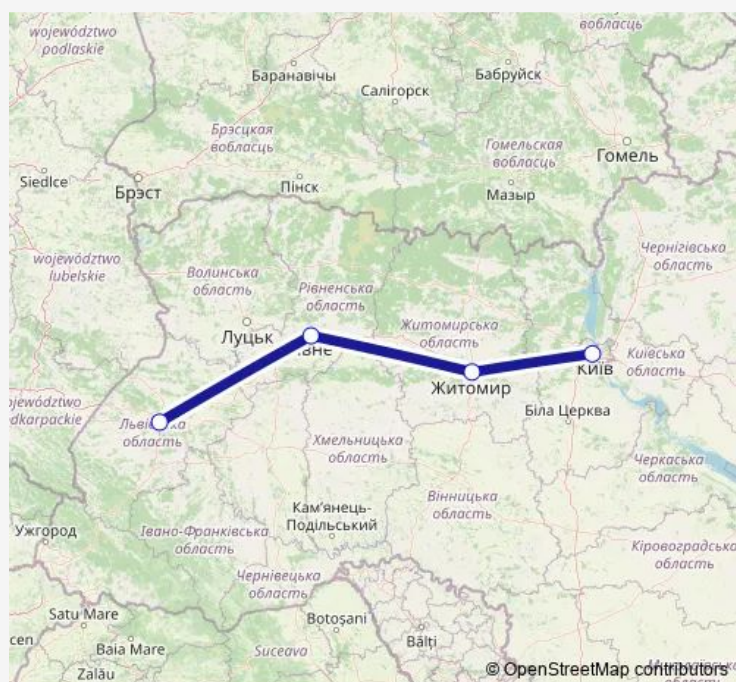 вобласць
województwo
podlaskie
Баранавічы
Бабруйск
Салігорск
Брэсцкая
вобласць
Гомельская
вобласць
Гомель
Siedlce
Брэст
Пінск
Мазыр
województwo
lubelskie
Чернігівська
область
Волинська
область
Рівненська
область
Житомирська
область
Луцьк
Київська
область
Київ
Житомир
Біла Церква
область
Хмельницька
область
Черкаська
область
Вінницька
область
Кам'янець-
Подільський
Ужгород
Івано-Франківська
область
Кіровоградська
область
Чернівецька
область
Satu Mare
Botoșani
Bălți
Baia Mare
Suceava
Zalău
© OpenStreetMap contributors